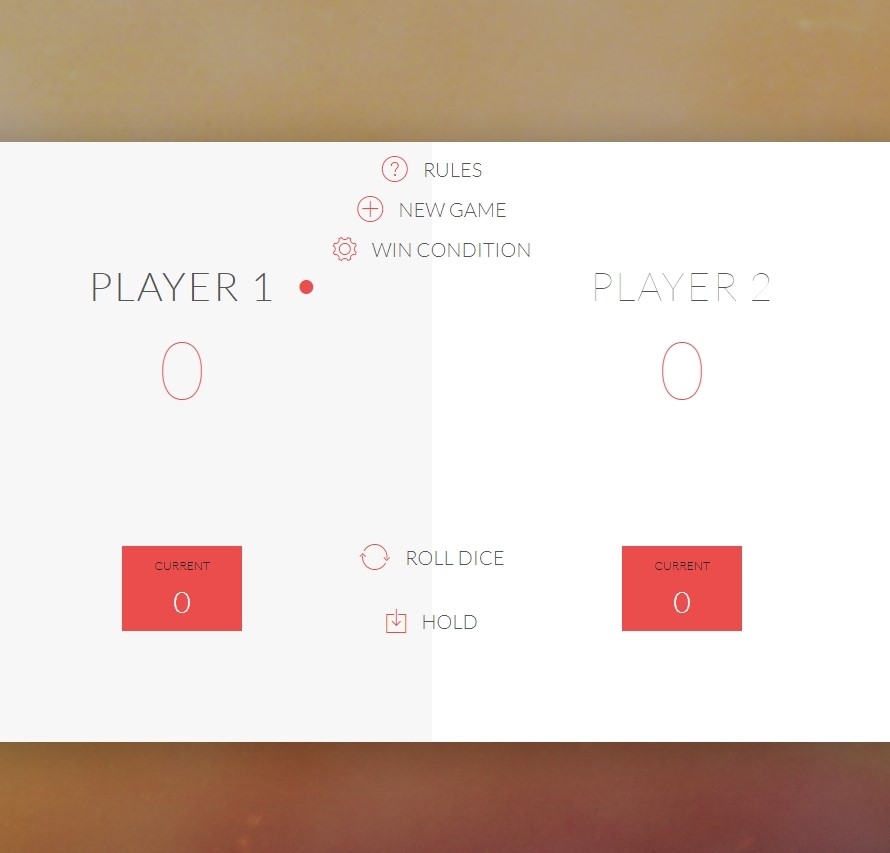 RULES
NEW GAME
WIN CONDITION
PLAYER 1
PLAYER 2
0
0
CURRENT
0
ROLL DICE
HOLD
CURRENT
0